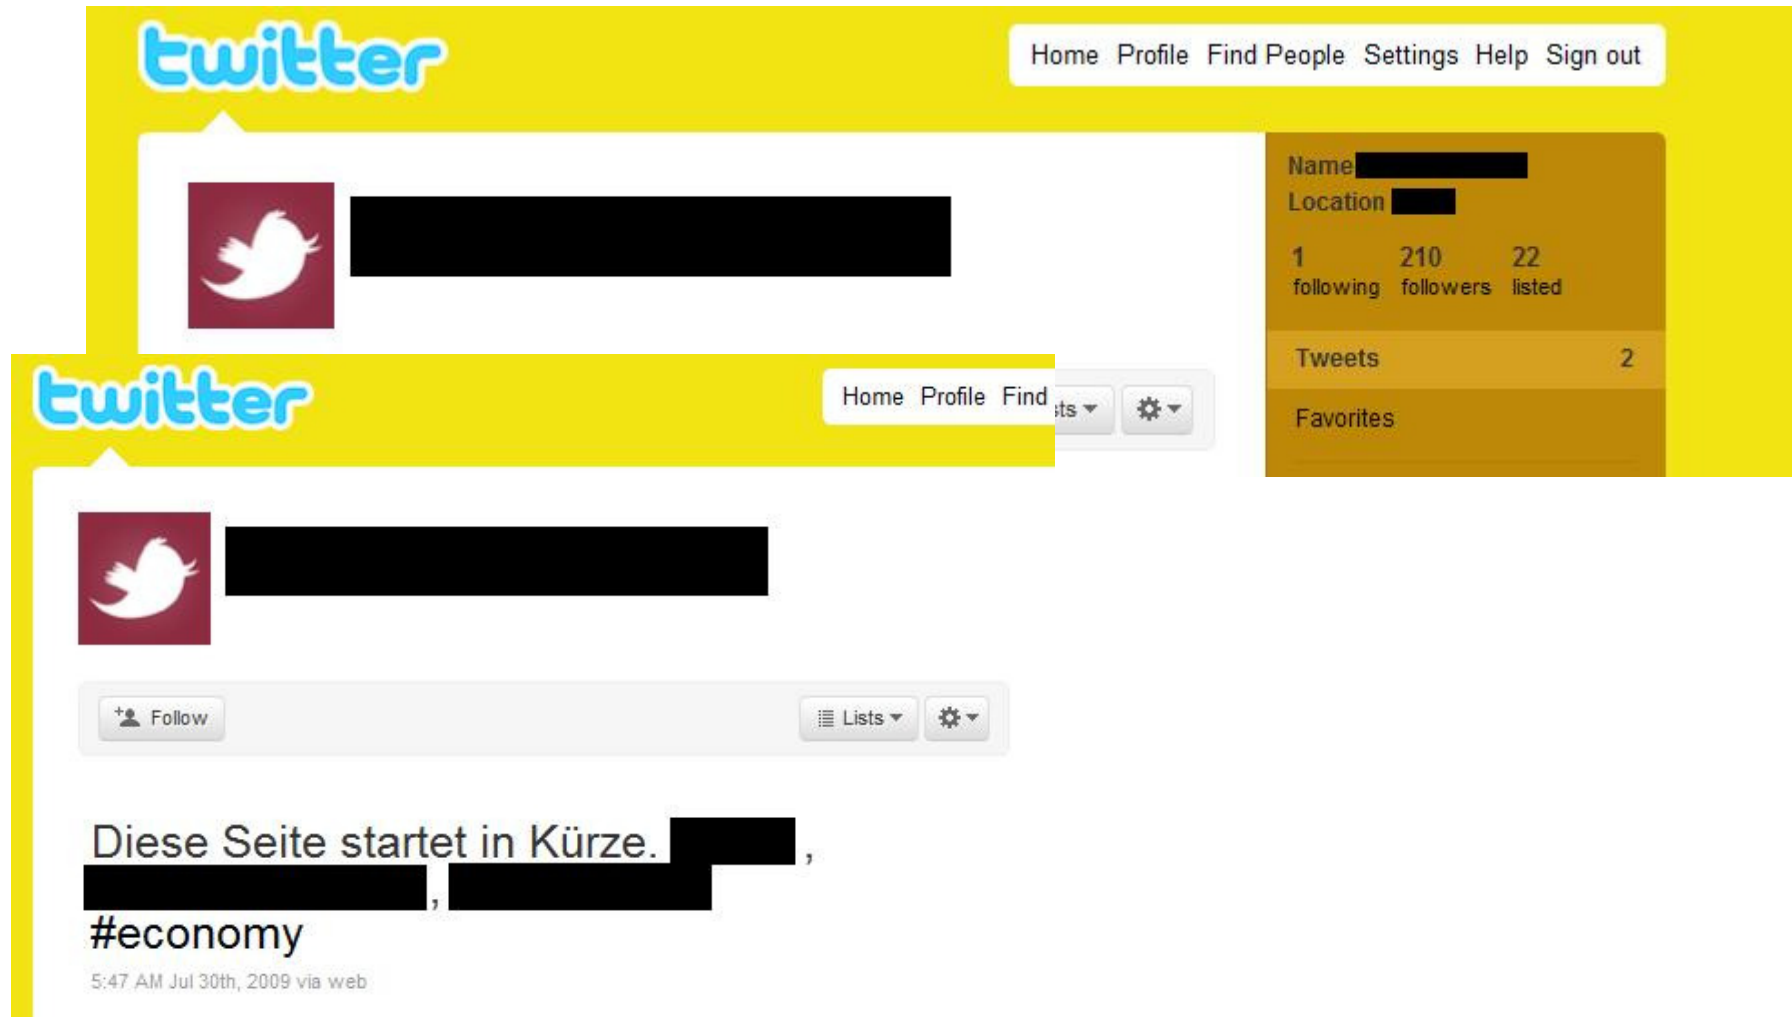 twitter
Home Profile Find People Settings Help Sign out
Name
Location
1 210 22
following followers listed
Tweets 2
Favorites
twitter
Home Profile Find
sts
Follow
Lists
Diese Seite startet in Kürze. ,
,
#economy
5:47 AM Jul 30th, 2009 via web